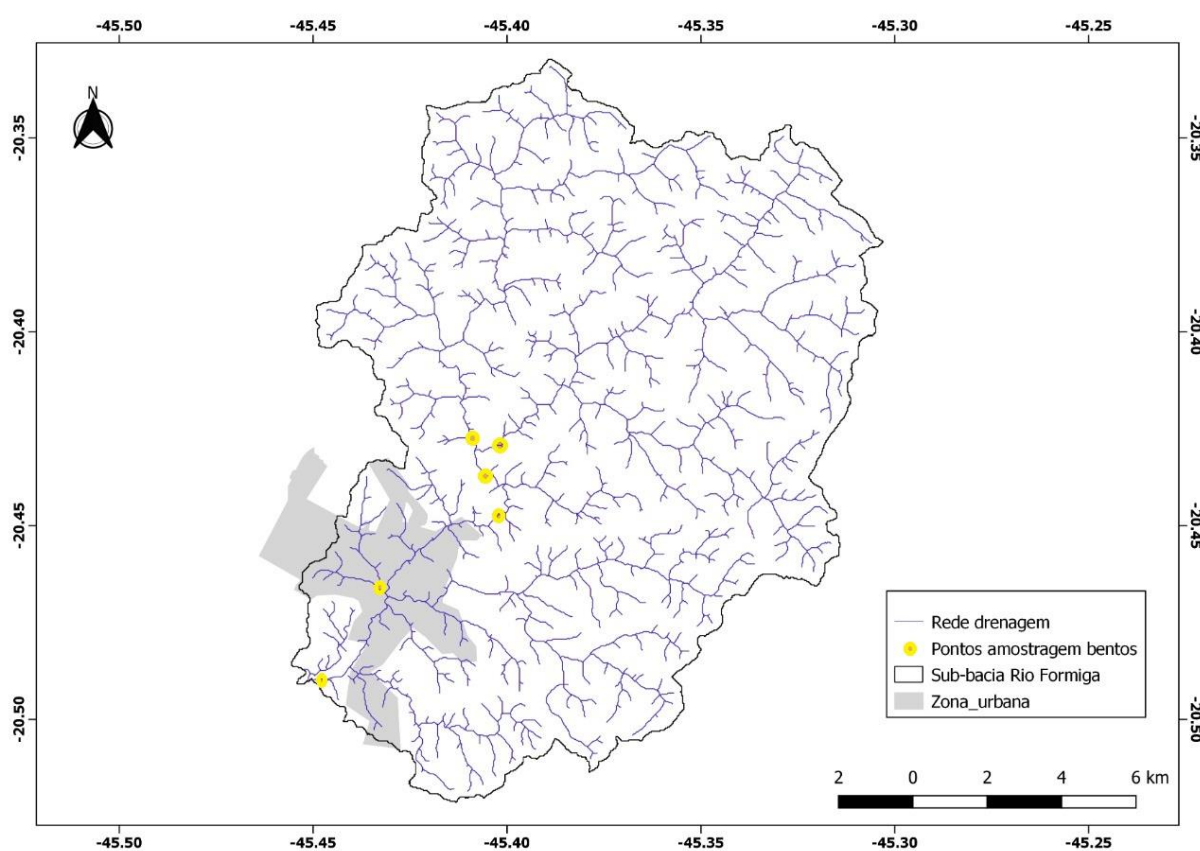 -45.50 -45.45 -45.40 -45.35 -45.30 -45.25
N
-20.35 -20.35
-20.40 -20.40
-20.45 -20.45
-20.50 -20.50
Rede drenagem
Pontos amostragem bentos
Sub-bacia Rio Formiga
Zona_urbana
2 0 2 4 6 km
-45.50 -45.45 -45.40 -45.35 -45.30 -45.25